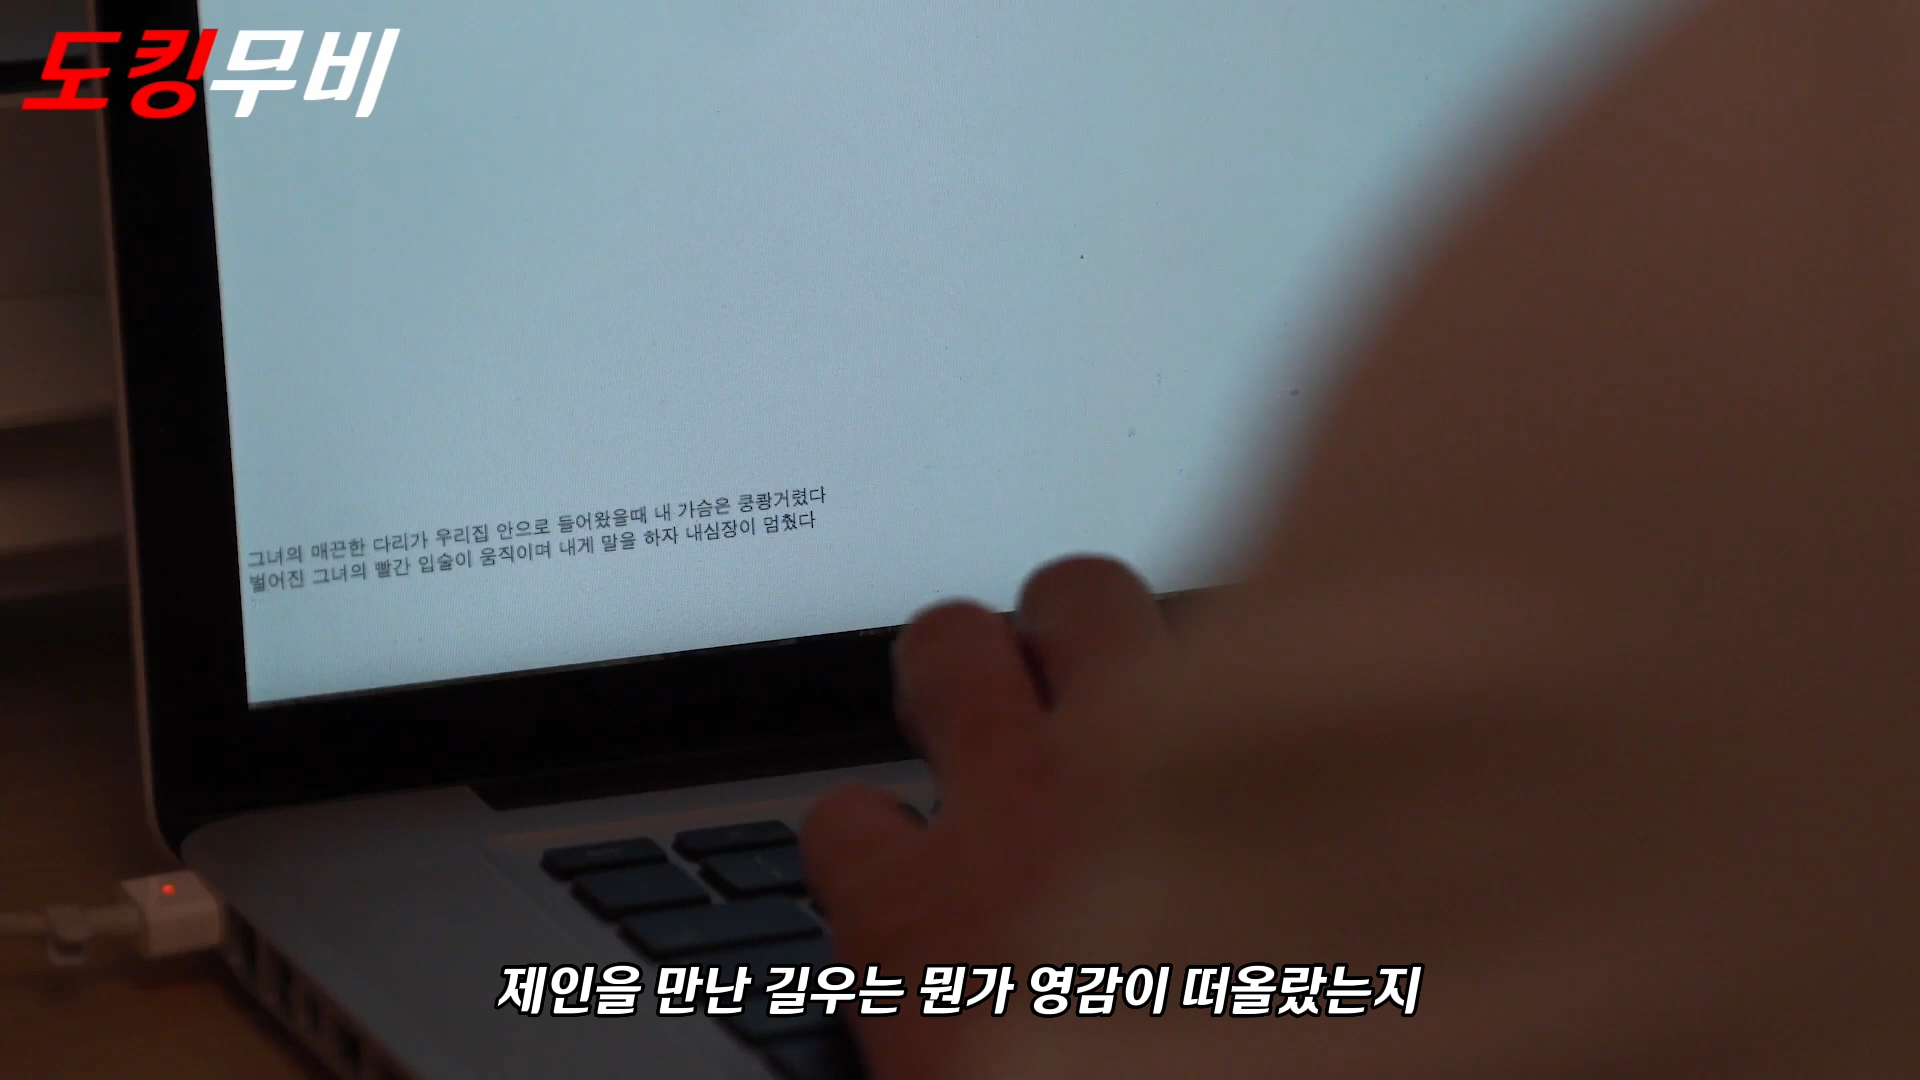 도킹무비
그녀의 매끈한 다리가 우리집 안으로 들어왔을때 내 가슴은 쿵쾅거렸다
벌어진 그녀의 빨간 입술이 움직이며 내게 말을 하자 내심장이 멈췄다
제인을 만난 길우는 뭔가 영감이 떠올랐는지